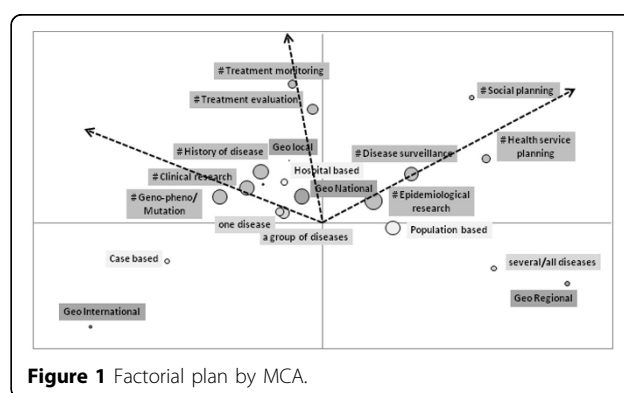 # Treatment monitoring
# Social planning
# Treatment evaluation
# History of disease
Geo local
# Disease surveillance
# Health service
planning
Hospital based
# Clinical research
Geo National
# Geno-pheno/
Mutation
# Epidemiological
research
one disease
a group of diseases
Population based
Case based
several/all diseases
Geo Regional
Geo International
Figure 1 Factorial plan by MCA.